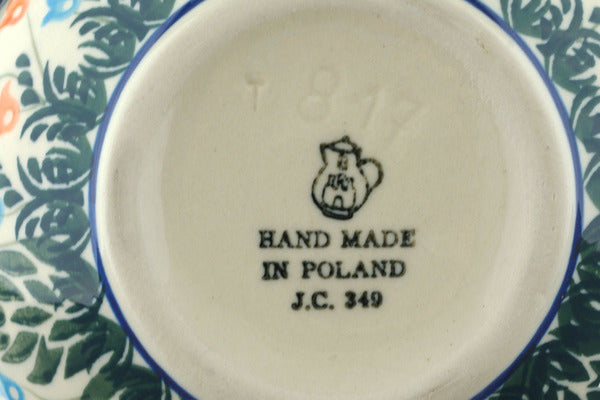 T 817
HAND MADE
IN POLAND
J.C. 349